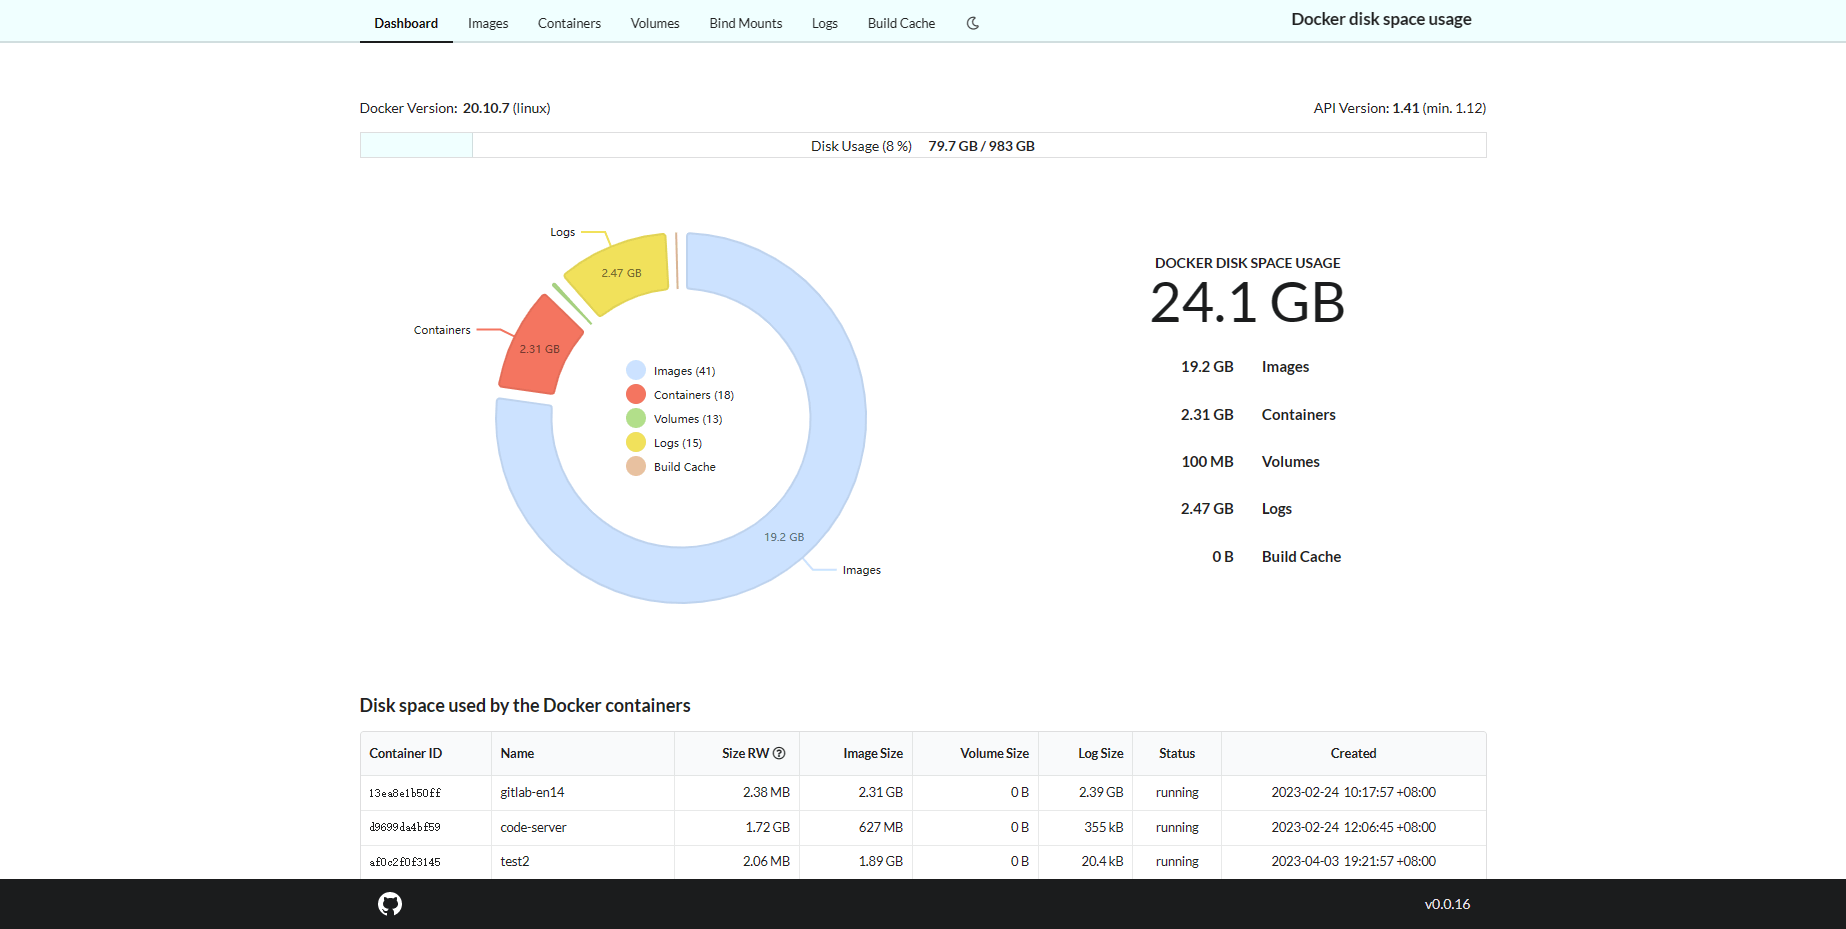 Dashboard Images Containers Volumes Bind Mounts Logs Build Cache Docker disk space usage
Docker Version: 20.10.7 (linux) API Version: 1.41 (min. 1.12)
Disk Usage (8 %) 79.7 GB / 983 GB
Logs
2.47 GB
Containers
2.31 GB
Images (41)
Containers (18)
Volumes (13)
Logs (15)
Build Cache
19.2 GB
Images
DOCKER DISK SPACE USAGE
24.1 GB
19.2 GB Images
2.31 GB Containers
100 MB Volumes
2.47 GB Logs
0 B Build Cache
Disk space used by the Docker containers
Container ID Name Size RW Image Size Volume Size Log Size Status Created
13ea8e1b50ff gitlab-en14 2.38 MB 2.31 GB 0 B 2.39 GB running 2023-02-24 10:17:57 +08:00
d9699da4bf59 code-server 1.72 GB 627 MB 0 B 355 kB running 2023-02-24 12:06:45 +08:00
af0c2f0f3145 test2 2.06 MB 1.89 GB 0 B 20.4 kB running 2023-04-03 19:21:57 +08:00
v0.0.16